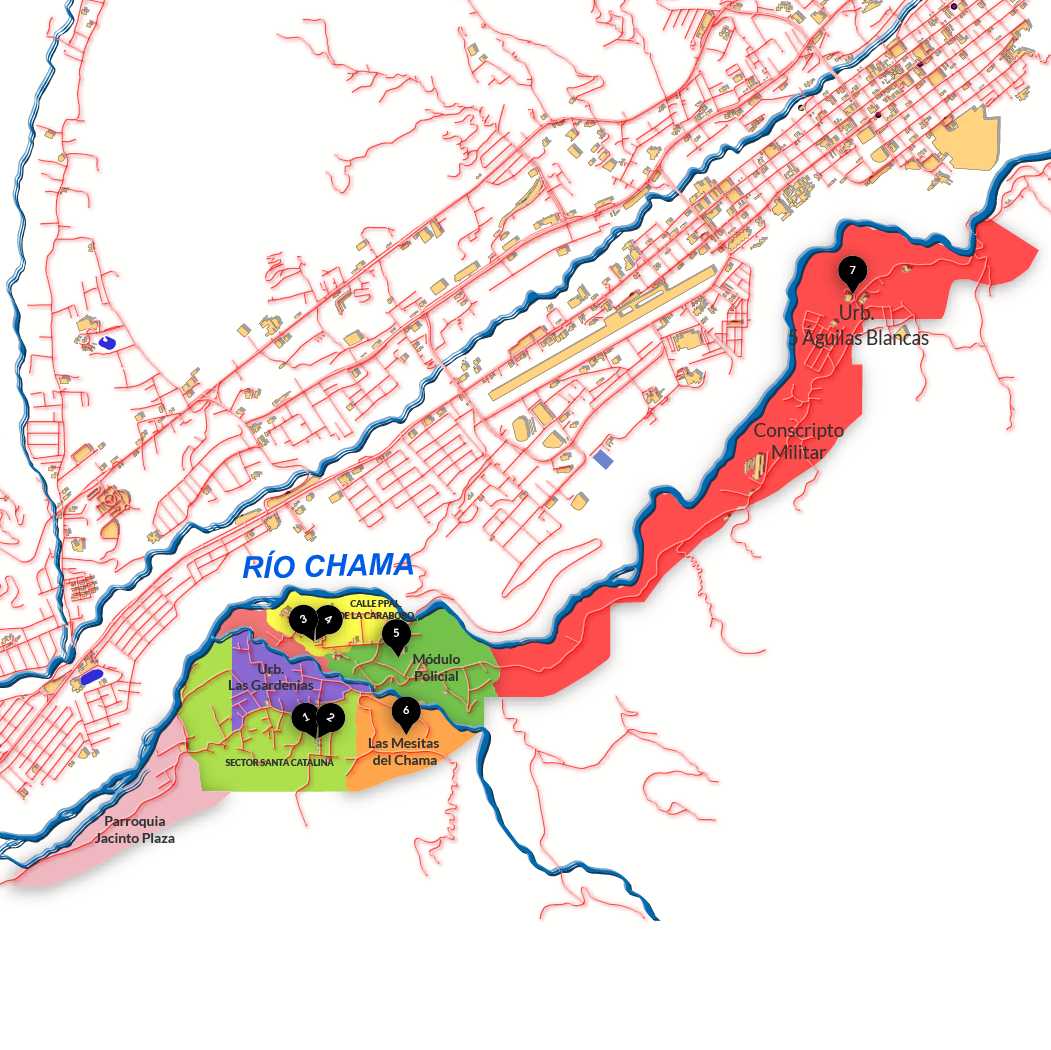 7
Urb.
5 Águilas Blancas
Conscripto
Militar
RÍO CHAMA
CALLE PPAL
DE LA CARABOBO
3
4
5
Módulo
Policial
Urb.
Las Gardenias
1
2
6
Las Mesitas
del Chama
SECTOR SANTA CATALINA
Parroquia
Jacinto Plaza